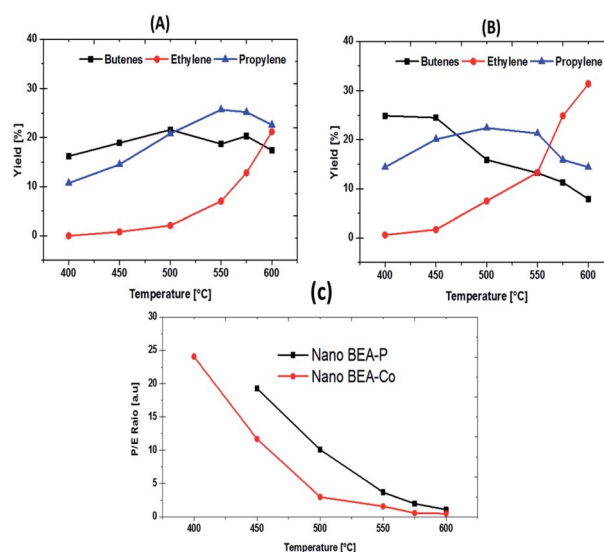 (A)
Butenes Ethylene Propylene
Yield [%]
40
30
20
10
0
400 450 500 550 600
Temperature [°C]
(B)
Butenes Ethylene Propylene
Yield [%]
40
30
20
10
0
400 450 500 550 600
Temperature [°C]
(c)
Nano BEA-P
Nano BEA-Co
P/E Raio [a.u]
25
20
15
10
5
0
400 450 500 550 600
Temperature [°C]